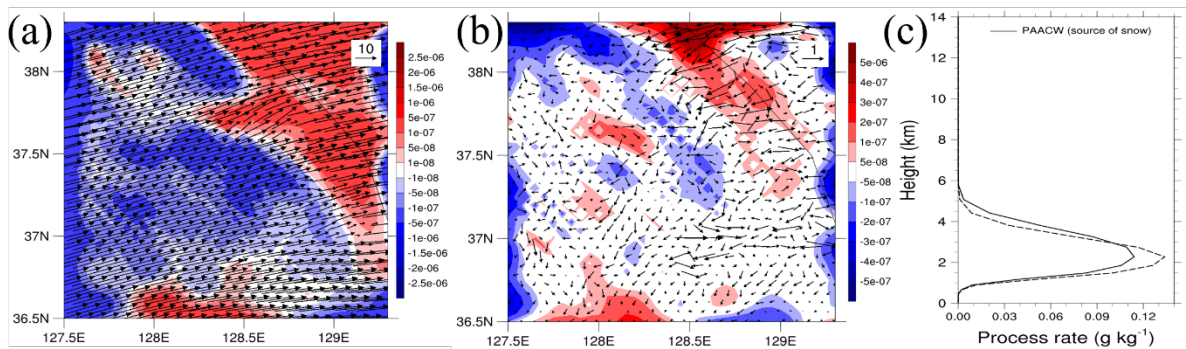 (a)
10
38N
37.5N
37N
36.5N
127.5E 128E 128.5E 129E
2.5e-06
2e-06
1.5e-06
1e-06
5e-07
1e-07
1e-08
-5e-08
-1e-08
-5e-07
-1e-06
-1.5e-06
-2e-06
-2.5e-06
(b)
1
38N
37.5N
37N
36.5N
127.5E 128E 128.5E 129E
5e-06
4e-07
3e-07
2e-07
1e-07
5e-08
-5e-08
-1e-07
-2e-07
-3e-07
-4e-07
-5e-07
(c)
PAACW (source of snow)
Height (km)
14
12
10
8
6
4
2
0
0.00 0.03 0.06 0.09 0.12
Process rate (g kg⁻¹)